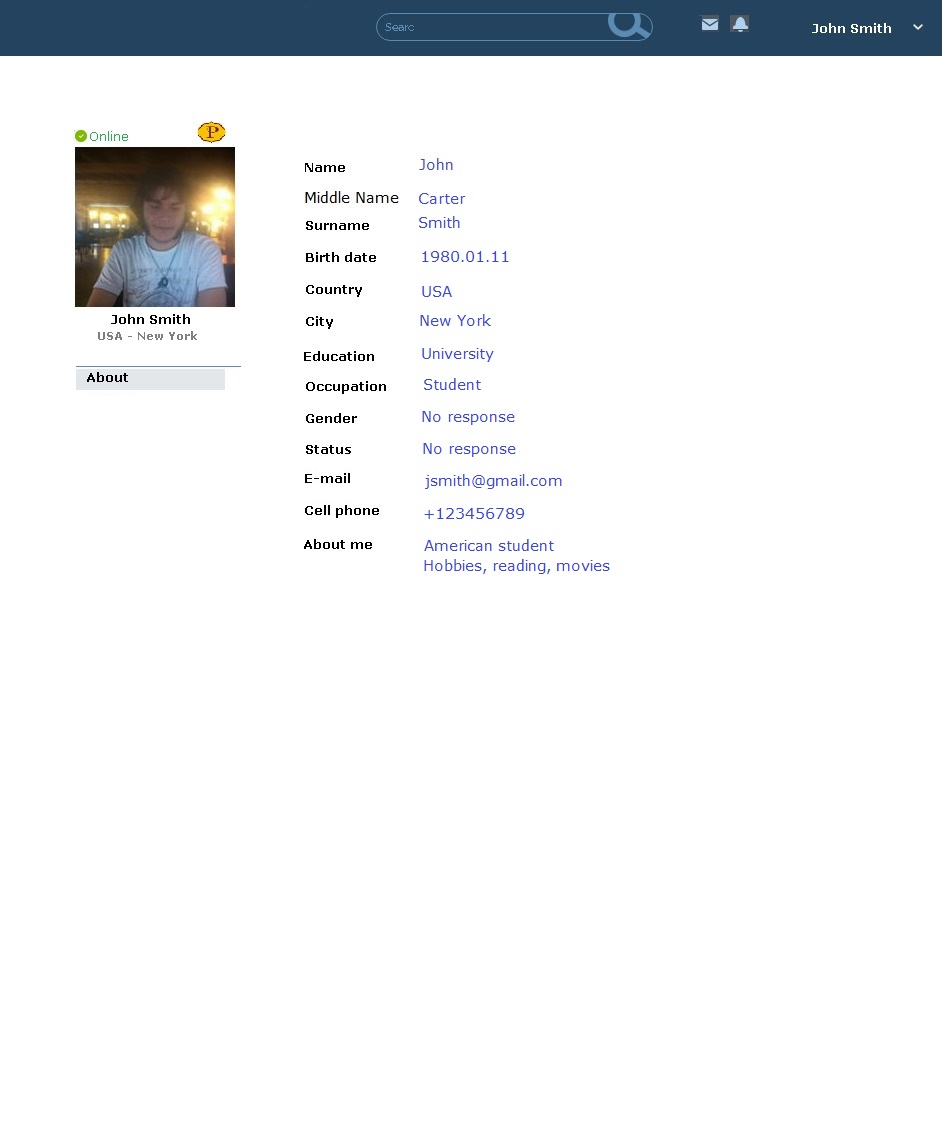 Searc
John Smith
Online
P
John Smith
USA - New York
About
Name John
Middle Name Carter
Surname Smith
Birth date 1980.01.11
Country USA
City New York
Education University
Occupation Student
Gender No response
Status No response
E-mail jsmith@gmail.com
Cell phone +123456789
About me American student
Hobbies, reading, movies